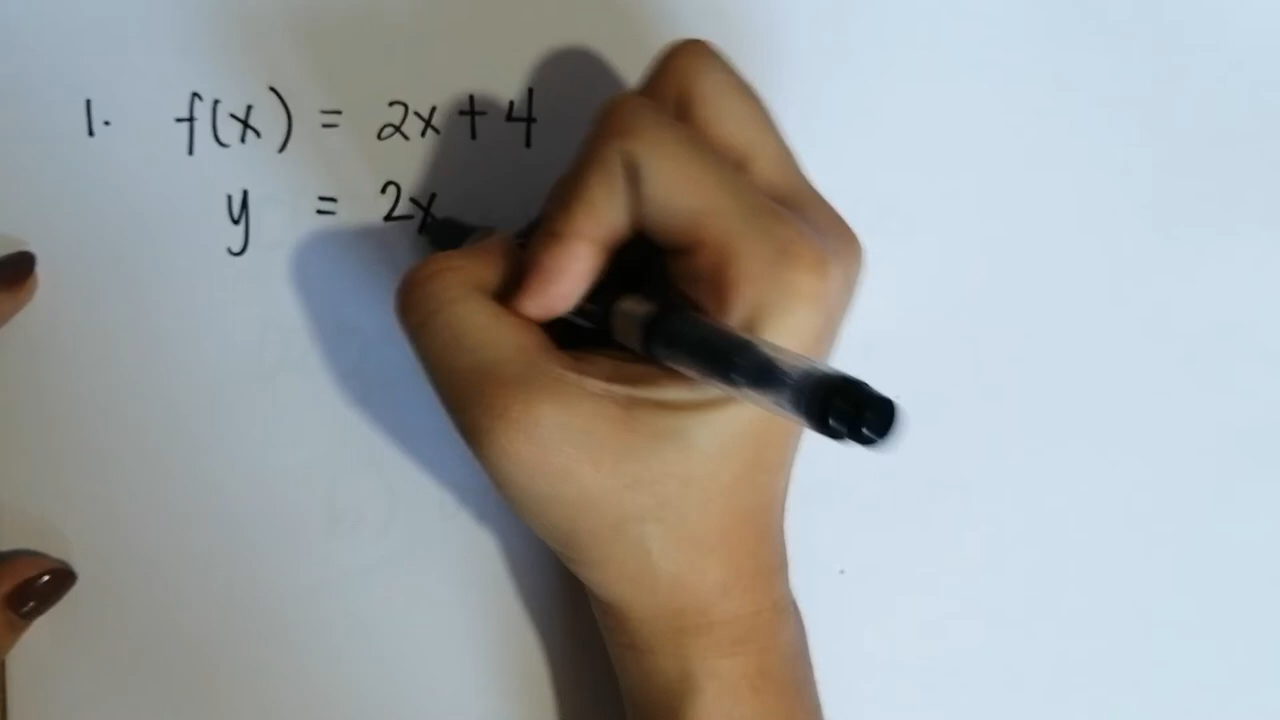 1. f(x) = 2x + 4
y = 2x